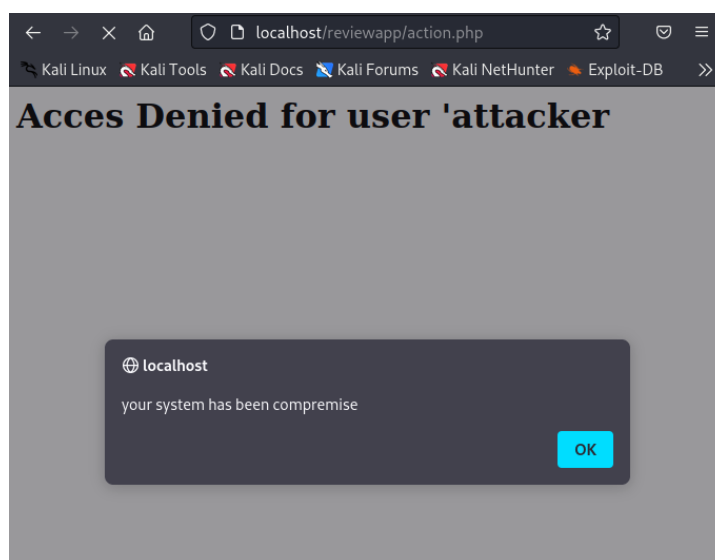 localhost/reviewapp/action.php
Kali Linux Kali Tools Kali Docs Kali Forums Kali NetHunter Exploit-DB
Acces Denied for user 'attacker
localhost
your system has been compremise
OK